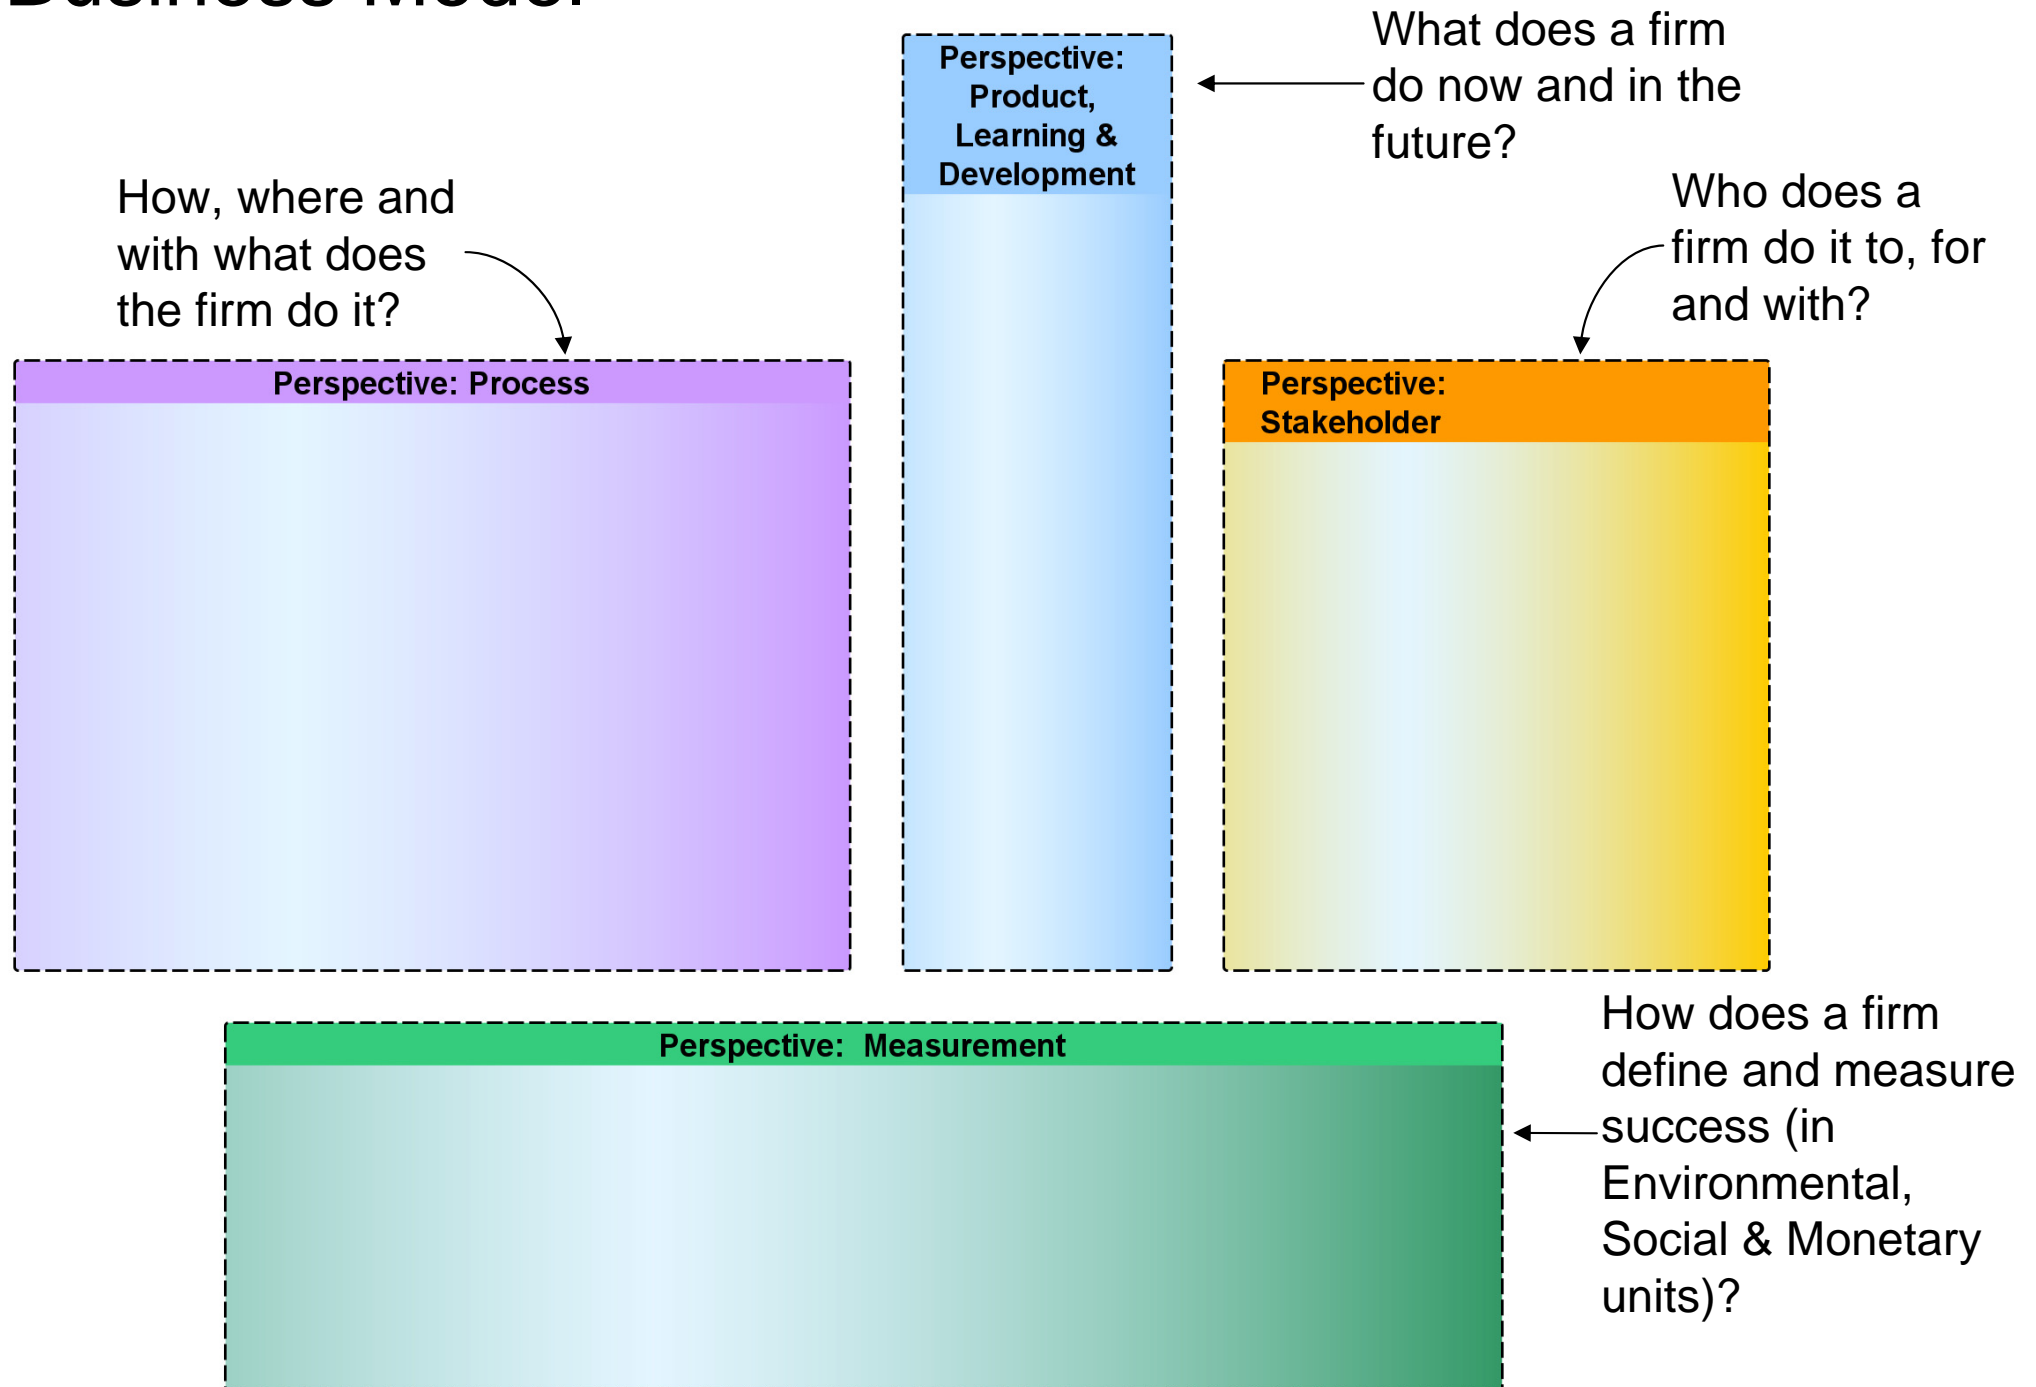 Business Model
What does a firm
do now and in the
future?
Perspective:
Product,
Learning &
Development
How, where and
with what does
the firm do it?
Who does a
firm do it to, for
and with?
Perspective: Process
Perspective:
Stakeholder
Perspective:  Measurement
How does a firm
define and measure
success (in
Environmental,
Social & Monetary
units)?